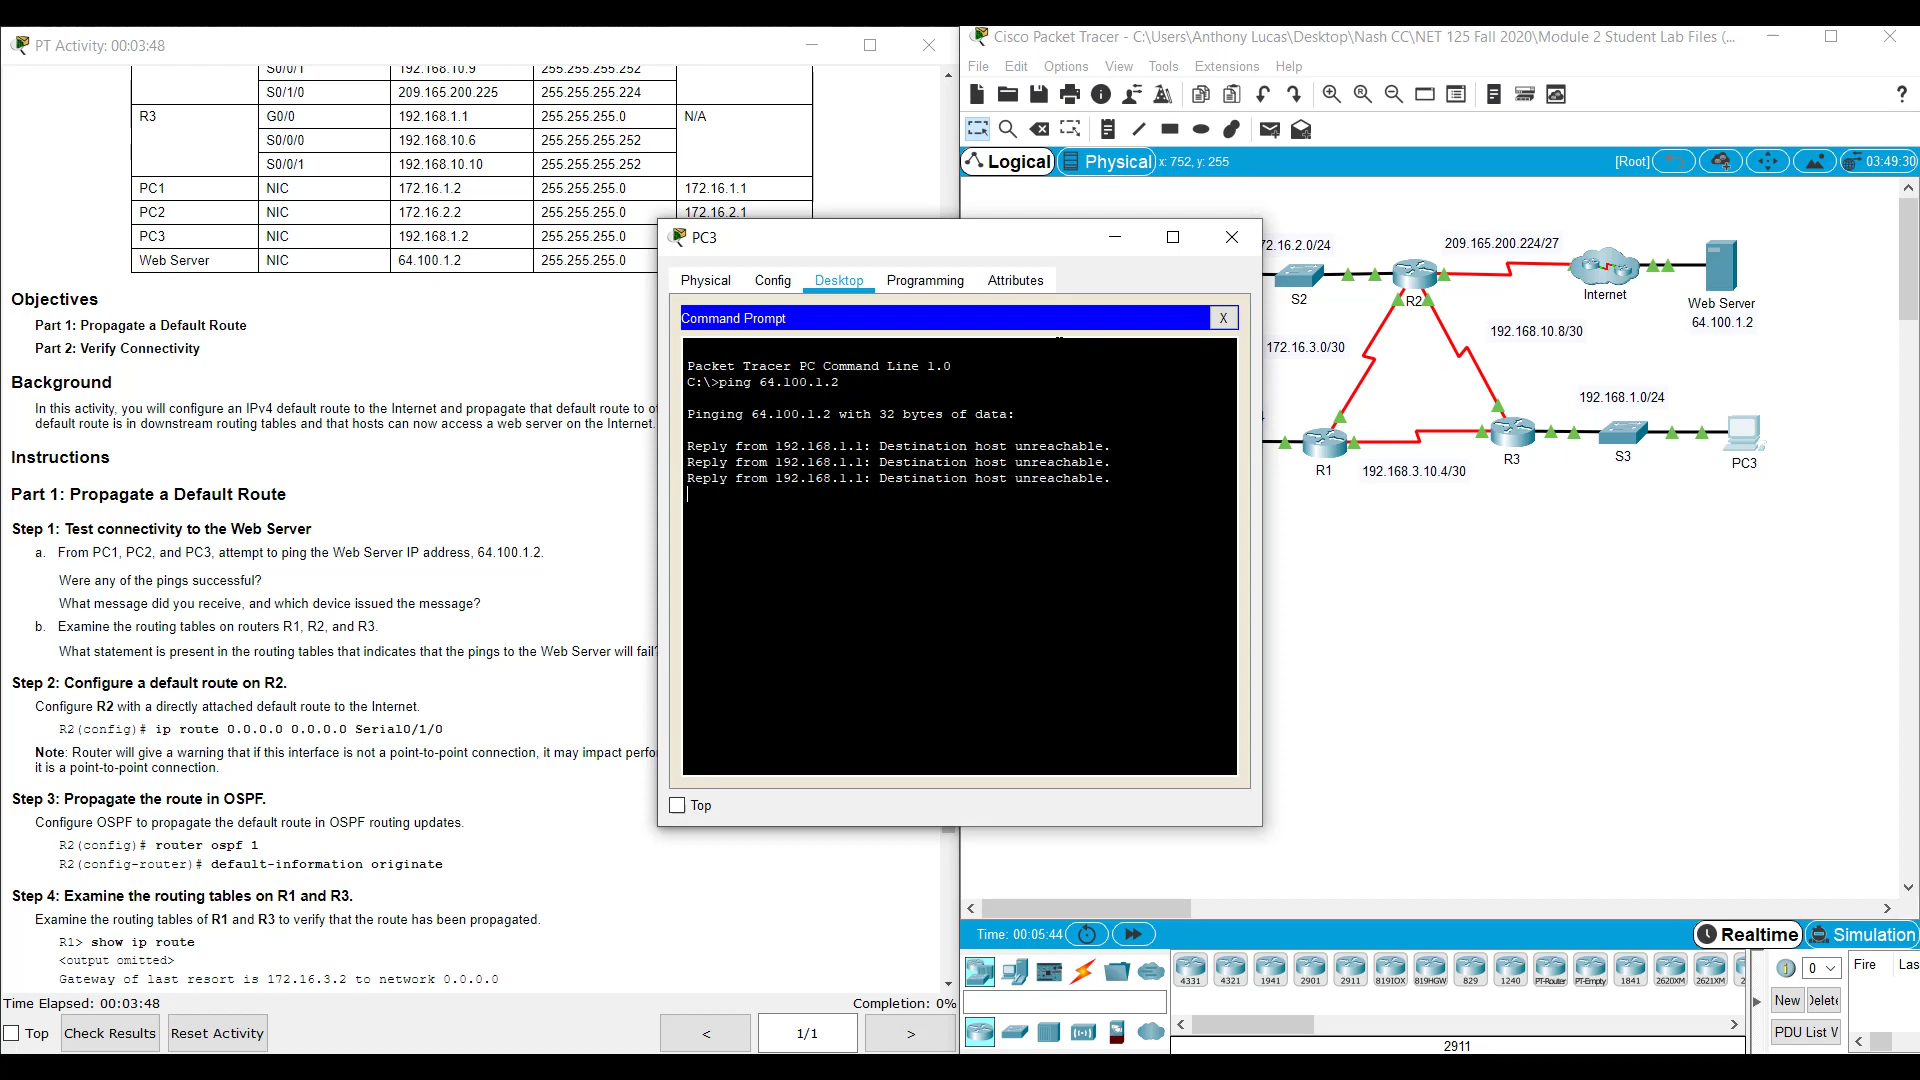 PT Activity: 00:03:48
S0/0/1 192.168.10.9 255.255.255.252
S0/1/0 209.165.200.225 255.255.255.224
R3 G0/0 192.168.1.1 255.255.255.0 N/A
S0/0/0 192.168.10.6 255.255.255.252
S0/0/1 192.168.10.10 255.255.255.252
PC1 NIC 172.16.1.2 255.255.255.0 172.16.1.1
PC2 NIC 172.16.2.2 255.255.255.0 172.16.2.1
PC3 NIC 192.168.1.2 255.255.255.0
Web Server NIC 64.100.1.2 255.255.255.0
Objectives
Part 1: Propagate a Default Route
Part 2: Verify Connectivity
Background
In this activity, you will configure an IPv4 default route to the Internet and propagate that default route to
default route is in downstream routing tables and that hosts can now access a web server on the Internet.
Instructions
Part 1: Propagate a Default Route
Step 1: Test connectivity to the Web Server
a. From PC1, PC2, and PC3, attempt to ping the Web Server IP address, 64.100.1.2.
Were any of the pings successful?
What message did you receive, and which device issued the message?
b. Examine the routing tables on routers R1, R2, and R3.
What statement is present in the routing tables that indicates that the pings to the Web Server will fail?
Step 2: Configure a default route on R2.
Configure R2 with a directly attached default route to the Internet.
R2(config)# ip route 0.0.0.0 0.0.0.0 Serial0/1/0
Note: Router will give a warning that if this interface is not a point-to-point connection, it may impact perfo
it is a point-to-point connection.
Step 3: Propagate the route in OSPF.
Configure OSPF to propagate the default route in OSPF routing updates.
R2(config)# router ospf 1
R2(config-router)# default-information originate
Step 4: Examine the routing tables on R1 and R3.
Examine the routing tables of R1 and R3 to verify that the route has been propagated.
R1> show ip route
<output omitted>
Gateway of last resort is 172.16.3.2 to network 0.0.0.0
Time Elapsed: 00:03:48 Completion: 0%
Top Check Results Reset Activity < 1/1 >
PC3
Physical Config Desktop Programming Attributes
Command Prompt X
Packet Tracer PC Command Line 1.0
C:\>ping 64.100.1.2
Pinging 64.100.1.2 with 32 bytes of data:
Reply from 192.168.1.1: Destination host unreachable.
Reply from 192.168.1.1: Destination host unreachable.
Reply from 192.168.1.1: Destination host unreachable.
Top
Cisco Packet Tracer - C:\Users\Anthony Lucas\Desktop\Nash CC\NET 125 Fall 2020\Module 2 Student Lab Files (...
File Edit Options View Tools Extensions Help
?
Logical Physical x: 752, y: 255 [Root] 03:49:30
72.16.2.0/24 209.165.200.224/27
S2 R2 Internet Web Server
64.100.1.2
172.16.3.0/30 192.168.10.8/30
192.168.1.0/24
R1 192.168.3.10.4/30 R3 S3 PC3
Time: 00:05:44 Realtime Simulation
4331 4321 1941 2901 2911 819IOX 819HGW 829 1240 PT-Router PT-Empty 1841 2620XM 2621XM 2
0 Fire Las
New Delete
PDU List W
2911